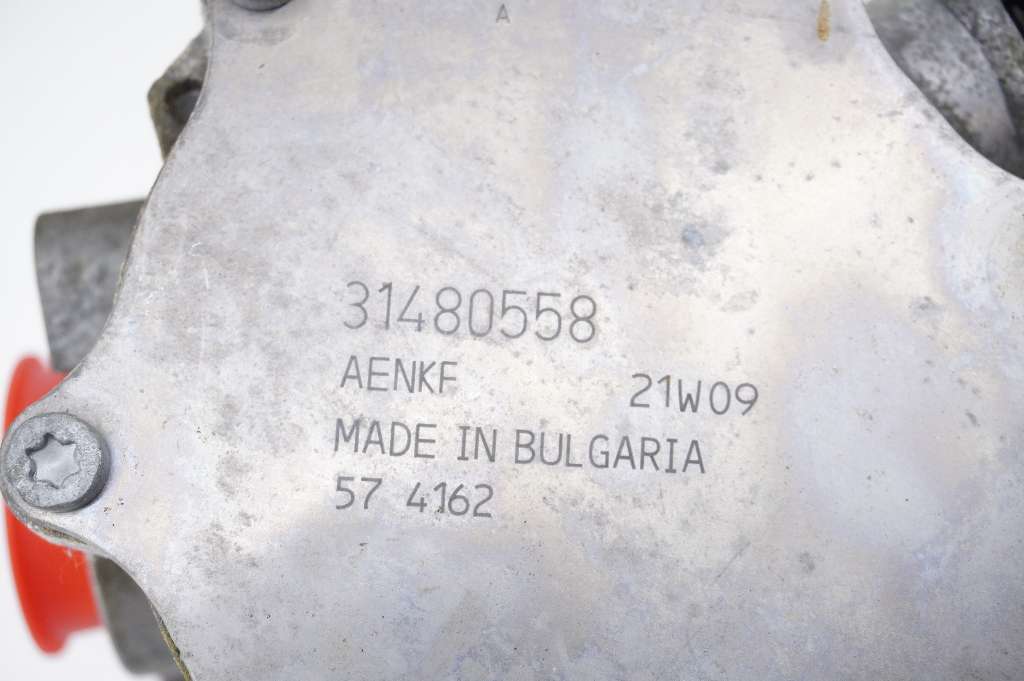 A
31480558
AENKF 21W09
MADE IN BULGARIA
57 4162